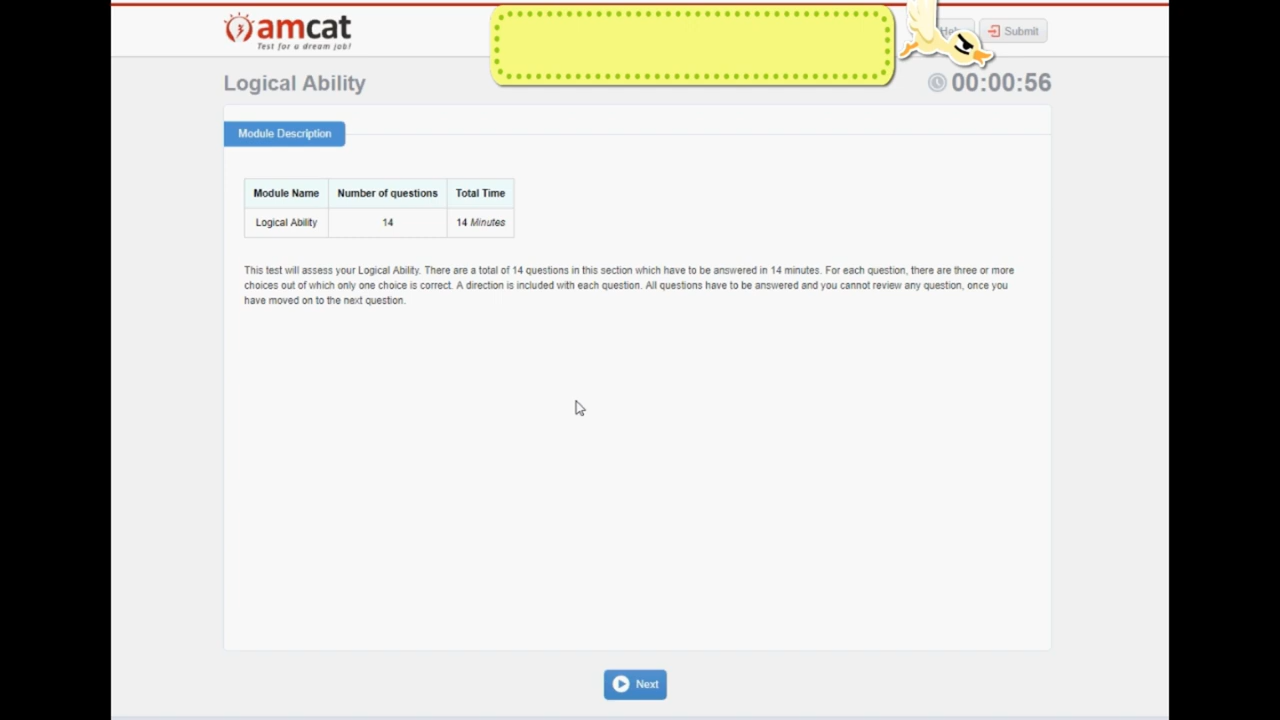 amcat
Test for a dream job!
Submit
Logical Ability
00:00:56
Module Description
Module Name Number of questions Total Time
Logical Ability 14 14 Minutes
This test will assess your Logical Ability. There are a total of 14 questions in this section which have to be answered in 14 minutes. For each question, there are three or more
choices out of which only one choice is correct. A direction is included with each question. All questions have to be answered and you cannot review any question, once you
have moved on to the next question.
Next